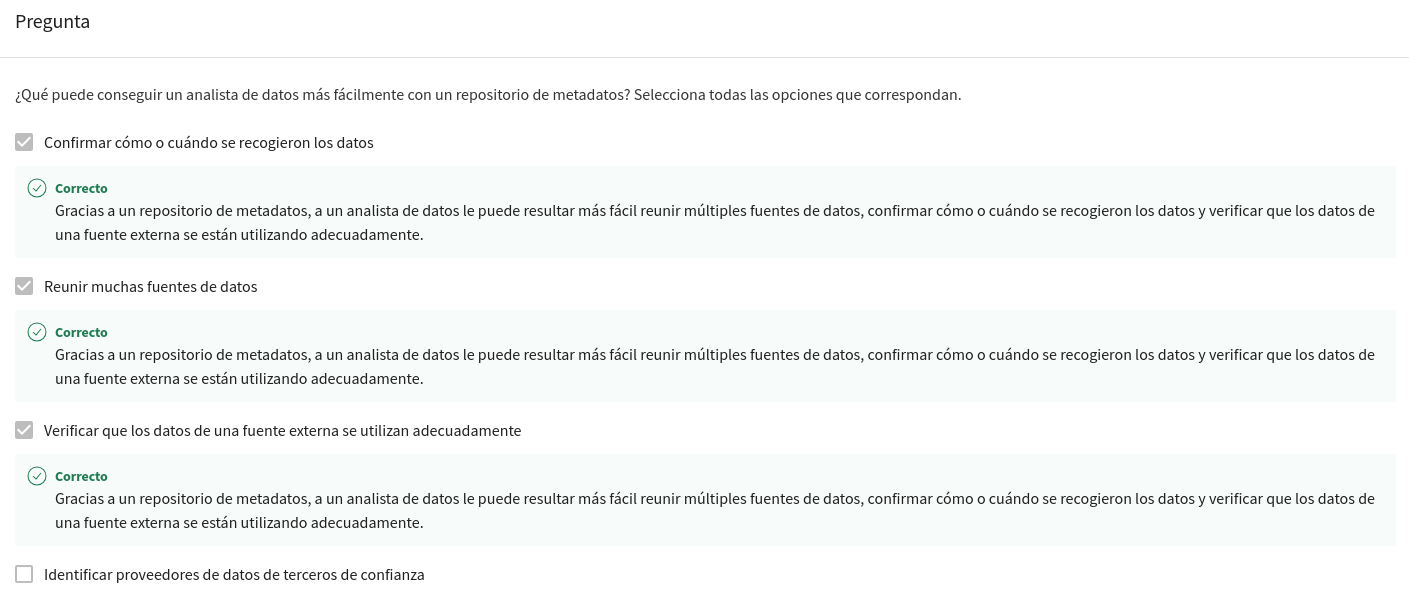 Pregunta
¿Qué puede conseguir un analista de datos más fácilmente con un repositorio de metadatos? Selecciona todas las opciones que correspondan.
Confirmar cómo o cuándo se recogieron los datos
Correcto
Gracias a un repositorio de metadatos, a un analista de datos le puede resultar más fácil reunir múltiples fuentes de datos, confirmar cómo o cuándo se recogieron los datos y verificar que los datos de
una fuente externa se están utilizando adecuadamente.
Reunir muchas fuentes de datos
Correcto
Gracias a un repositorio de metadatos, a un analista de datos le puede resultar más fácil reunir múltiples fuentes de datos, confirmar cómo o cuándo se recogieron los datos y verificar que los datos de
una fuente externa se están utilizando adecuadamente.
Verificar que los datos de una fuente externa se utilizan adecuadamente
Correcto
Gracias a un repositorio de metadatos, a un analista de datos le puede resultar más fácil reunir múltiples fuentes de datos, confirmar cómo o cuándo se recogieron los datos y verificar que los datos de
una fuente externa se están utilizando adecuadamente.
Identificar proveedores de datos de terceros de confianza